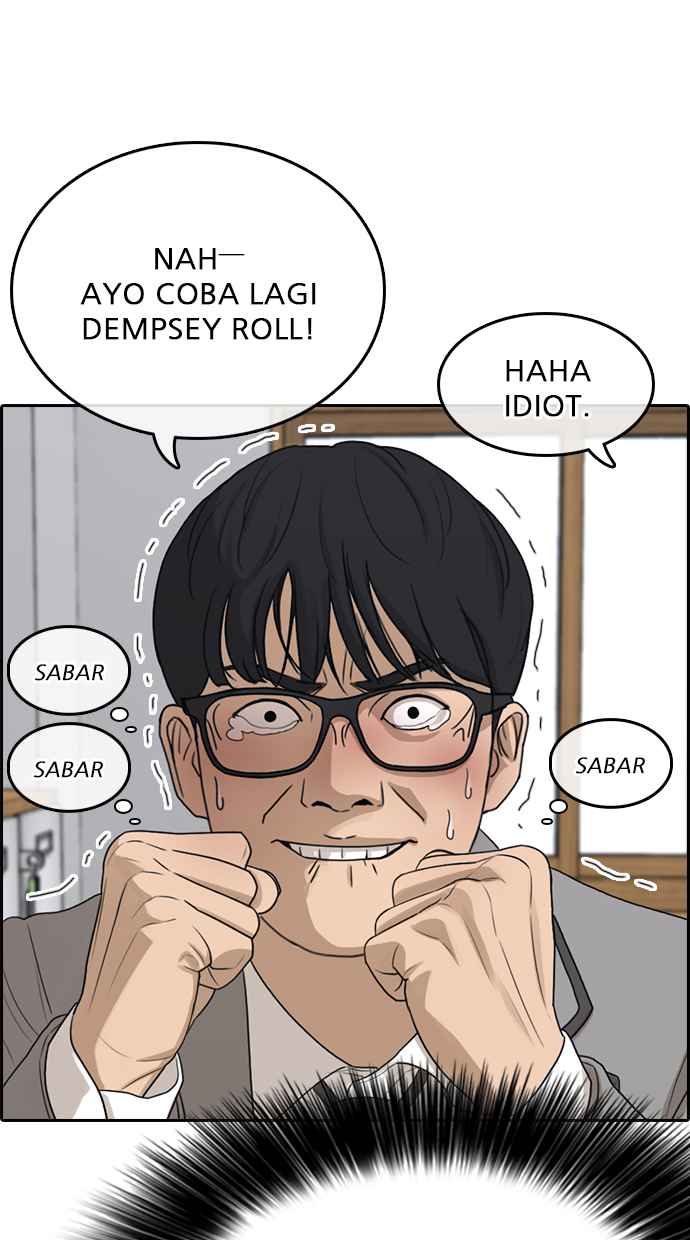 NAH—
AYO COBA LAGI
DEMPSEY ROLL!
HAHA
IDIOT.
SABAR
SABAR
SABAR